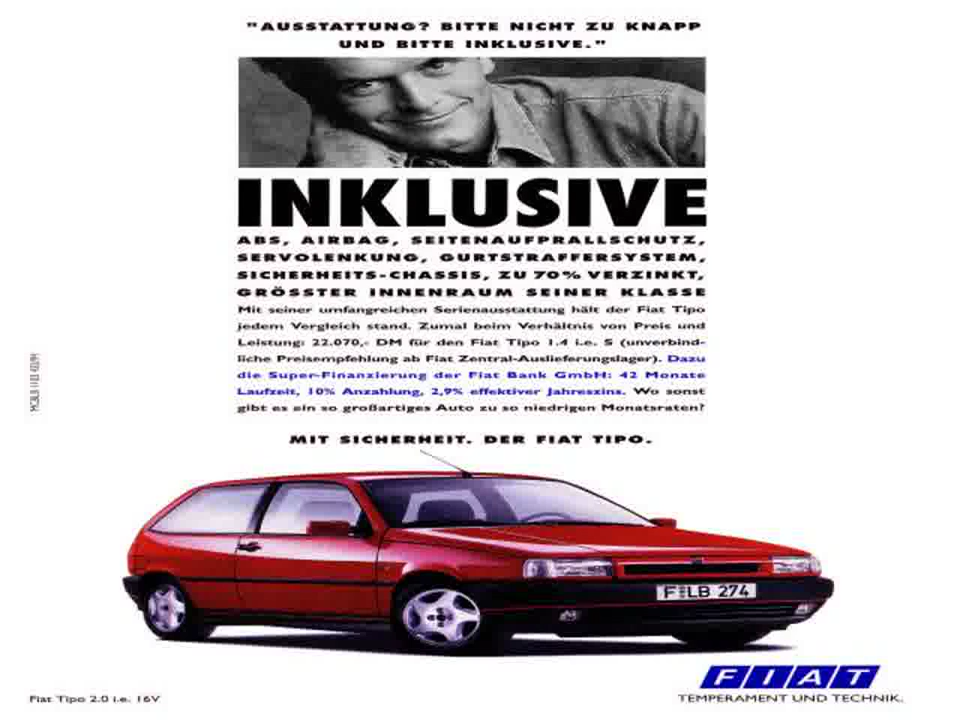 "AUSSTATTUNG? BITTE NICHT ZU KNAPP
UND BITTE INKLUSIVE."
INKLUSIVE
ABS, AIRBAG, SEITENAUFPRALLSCHUTZ,
SERVOLENKUNG, GURTSTRAFFERSYSTEM,
SICHERHEITS-CHASSIS, ZU 70% VERZINKT,
GRÖSSTER INNENRAUM SEINER KLASSE
Mit seiner umfangreichen Serienausstattung hält der Fiat Tipo
jedem Vergleich stand. Zumal beim Verhältnis von Preis und
Leistung: 22.070,- DM für den Fiat Tipo 1.4 i.e. S (unverbind-
liche Preisempfehlung ab Fiat Zentral-Auslieferungslager). Dazu
die Super-Finanzierung der Fiat Bank GmbH: 42 Monate
Laufzeit, 10% Anzahlung, 2,9% effektiver Jahreszins. Wo sonst
gibt es ein so großartiges Auto zu so niedrigen Monatsraten?
MIT SICHERHEIT. DER FIAT TIPO.
F LB 274
FIAT
TEMPERAMENT UND TECHNIK.
Fiat Tipo 2.0 i.e. 16V